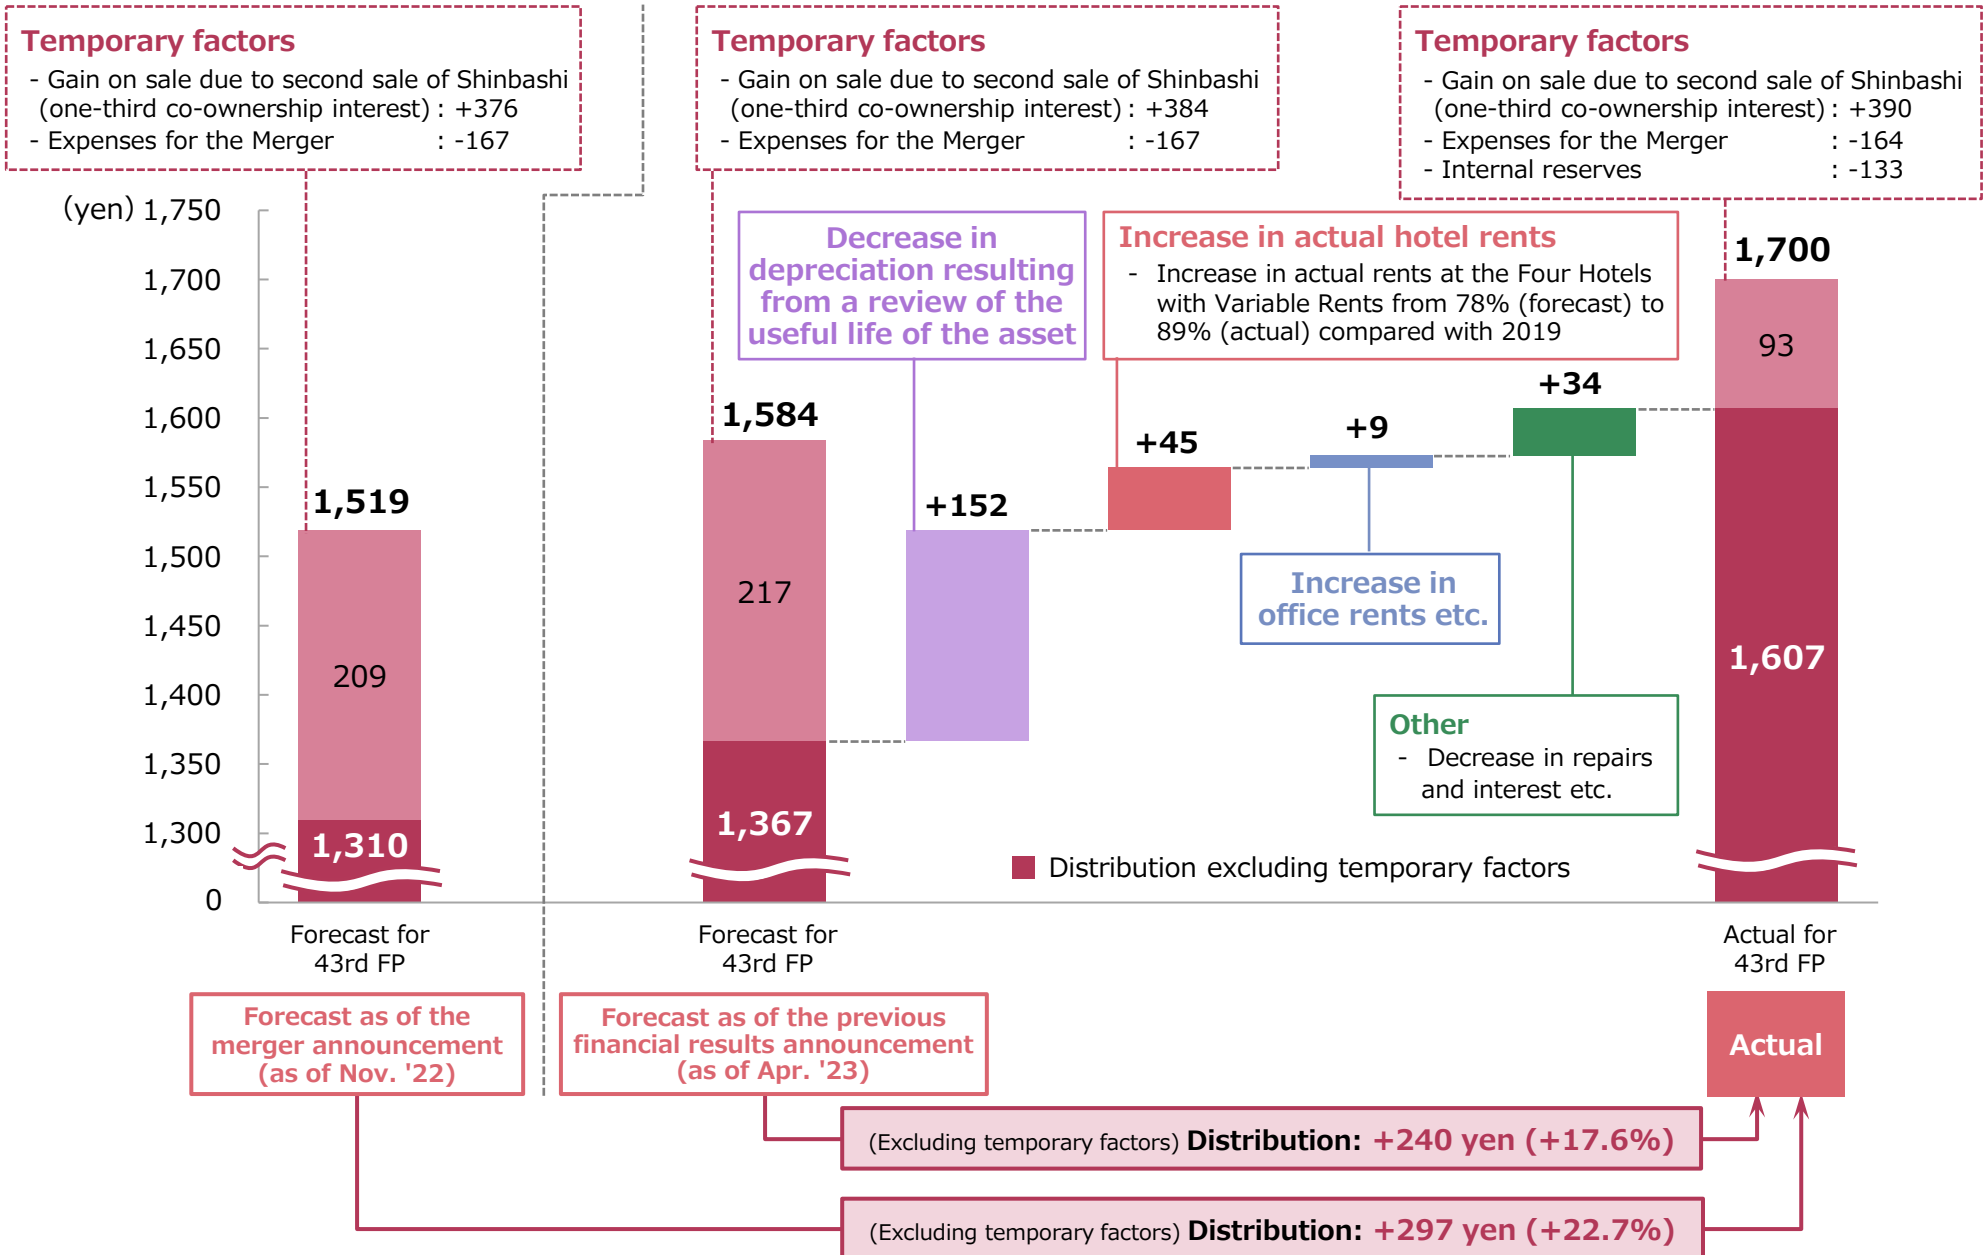 Temporary factors
- Gain on sale due to second sale of Shinbashi
(one-third co-ownership interest) : +376
- Expenses for the Merger : -167
Temporary factors
- Gain on sale due to second sale of Shinbashi
(one-third co-ownership interest) : +384
- Expenses for the Merger : -167
Temporary factors
- Gain on sale due to second sale of Shinbashi
(one-third co-ownership interest) : +390
- Expenses for the Merger : -164
- Internal reserves : -133
(yen)
1,750
1,700
1,650
1,600
1,550
1,500
1,450
1,400
1,350
1,300
0
1,519
209
1,310
1,584
217
1,367
Decrease in
depreciation resulting
from a review of the
useful life of the asset
+152
Increase in actual hotel rents
- Increase in actual rents at the Four Hotels
with Variable Rents from 78% (forecast) to
89% (actual) compared with 2019
+45
+9
Increase in
office rents etc.
+34
Other
- Decrease in repairs
and interest etc.
1,700
93
1,607
Distribution excluding temporary factors
Forecast for
43rd FP
Forecast for
43rd FP
Actual for
43rd FP
Forecast as of the
merger announcement
(as of Nov. '22)
Forecast as of the previous
financial results announcement
(as of Apr. '23)
Actual
(Excluding temporary factors) Distribution: +240 yen (+17.6%)
(Excluding temporary factors) Distribution: +297 yen (+22.7%)